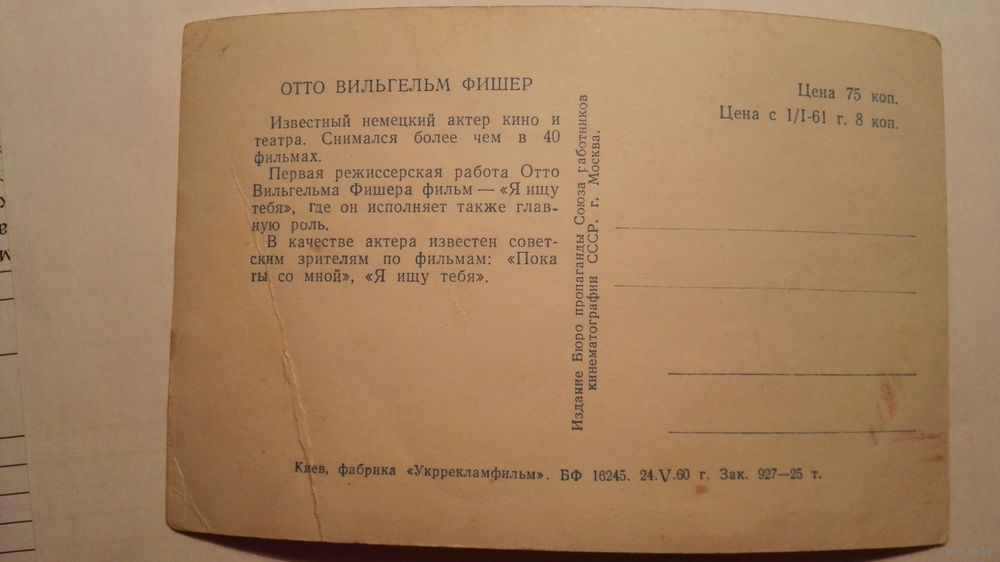 ОТТО ВИЛЬГЕЛЬМ ФИШЕР
Известный немецкий актер кино и
театра. Снимался более чем в 40
фильмах.
Первая режиссерская работа Отто
Вильгельма Фишера фильм — «Я ищу
тебя», где он исполняет также глав-
ную роль.
В качестве актера известен совет-
ским зрителям по фильмам: «Пока
ты со мной», «Я ищу тебя».
Издание Бюро пропаганды Союза работников
кинематографии СССР. г. Москва.
Цена 75 коп.
Цена с 1/I-61 г. 8 коп.
Киев, фабрика «Укррекламфильм». БФ 16245. 24.V.60 г. Зак. 927—25 т.